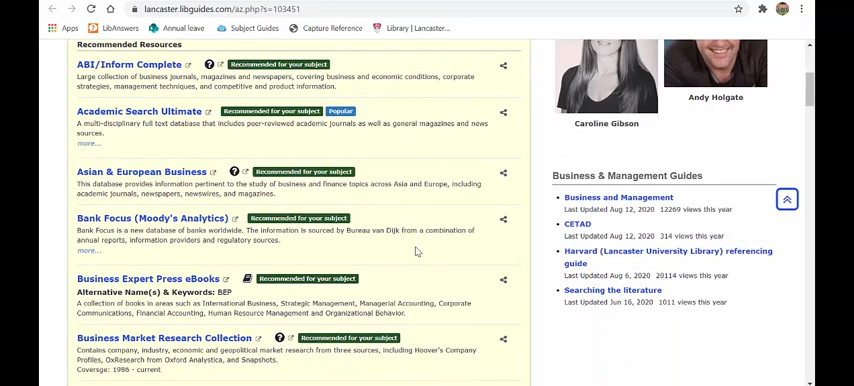 lancaster.libguides.com/az.php?s=103451
Apps LibAnswers Annual leave Subject Guides Capture Reference Library | Lancaster...
Recommended Resources
ABI/Inform Complete Recommended for your subject
Large collection of business journals, magazines and newspapers, covering business and economic conditions, corporate
strategies, management techniques, and competitive and product information.
Academic Search Ultimate Recommended for your subject Popular
A multi-disciplinary full text database that includes peer-reviewed academic journals as well as general magazines and news
sources.
more...
Asian & European Business Recommended for your subject
This database provides information pertinent to the study of business and finance topics across Asia and Europe, including
academic journals, newspapers, newswires, and magazines.
Bank Focus (Moody's Analytics) Recommended for your subject
Bank Focus is a new database of banks worldwide. The information is sourced by Bureau van Dijk from a combination of
annual reports, information providers and regulatory sources.
more...
Business Expert Press eBooks Recommended for your subject
Alternative Name(s) & Keywords: BEP
A collection of books in areas such as International Business, Strategic Management, Managerial Accounting, Corporate
Communications, Financial Accounting, Human Resource Management and Organizational Behavior.
Business Market Research Collection Recommended for your subject
Contains company, industry, economic and geopolitical market research from three sources, including Hoover's Company
Profiles, OxResearch from Oxford Analytica, and Snapshots.
Coversge: 1986 - current
Caroline Gibson
Andy Holgate
Business & Management Guides
Business and Management
Last Updated Aug 12, 2020 12269 views this year
CETAD
Last Updated Aug 12, 2020 314 views this year
Harvard (Lancaster University Library) referencing
guide
Last Updated Aug 6, 2020 20114 views this year
Searching the literature
Last Updated Jun 16, 2020 1011 views this year